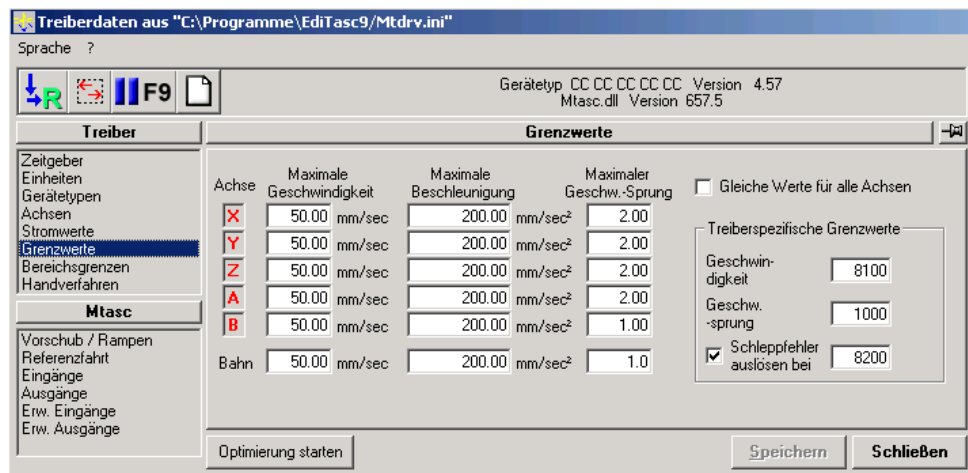 Treiberdaten aus "C:\Programme\EdiTasc9/Mtdrv.ini"
Sprache ?
R F9
Gerätetyp CC CC CC CC CC Version 4.57
Mtasc.dll Version 657.5
Treiber
Zeitgeber
Einheiten
Gerätetypen
Achsen
Stromwerte
Grenzwerte
Bereichsgrenzen
Handverfahren
Mtasc
Vorschub / Rampen
Referenzfahrt
Eingänge
Ausgänge
Erw. Eingänge
Erw. Ausgänge
Grenzwerte
Achse Maximale Geschwindigkeit Maximale Beschleunigung Maximaler Geschw.-Sprung
X 50.00 mm/sec 200.00 mm/sec² 2.00
Y 50.00 mm/sec 200.00 mm/sec² 2.00
Z 50.00 mm/sec 200.00 mm/sec² 2.00
A 50.00 mm/sec 200.00 mm/sec² 2.00
B 50.00 mm/sec 200.00 mm/sec² 1.00
Bahn 50.00 mm/sec 200.00 mm/sec² 1.0
Gleiche Werte für alle Achsen
Treiberspezifische Grenzwerte
Geschwin-
digkeit 8100
Geschw.
-sprung 1000
Schleppfehler
auslösen bei 8200
Optimierung starten
Speichern
Schließen